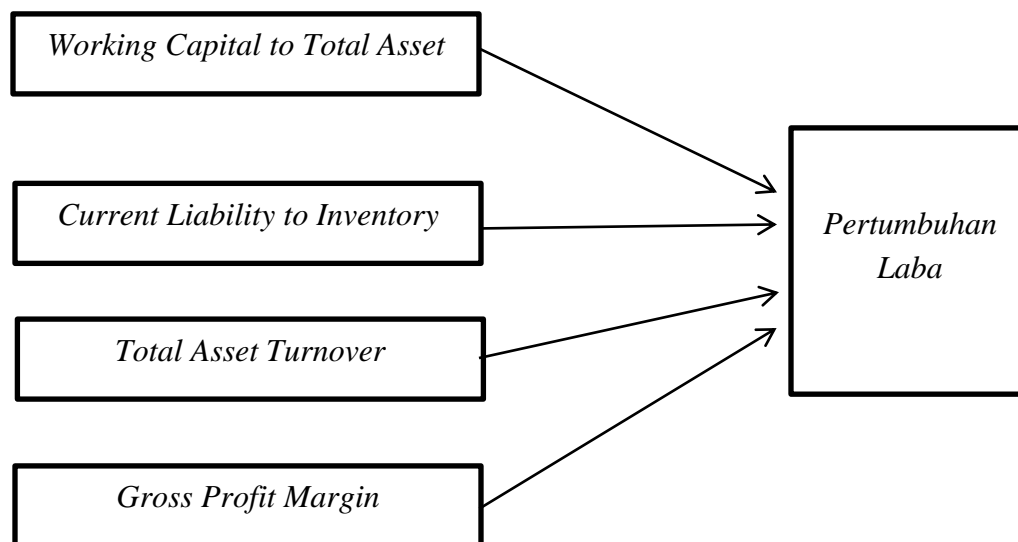 Working Capital to Total Asset
Current Liability to Inventory
Total Asset Turnover
Gross Profit Margin
Pertumbuhan
Laba